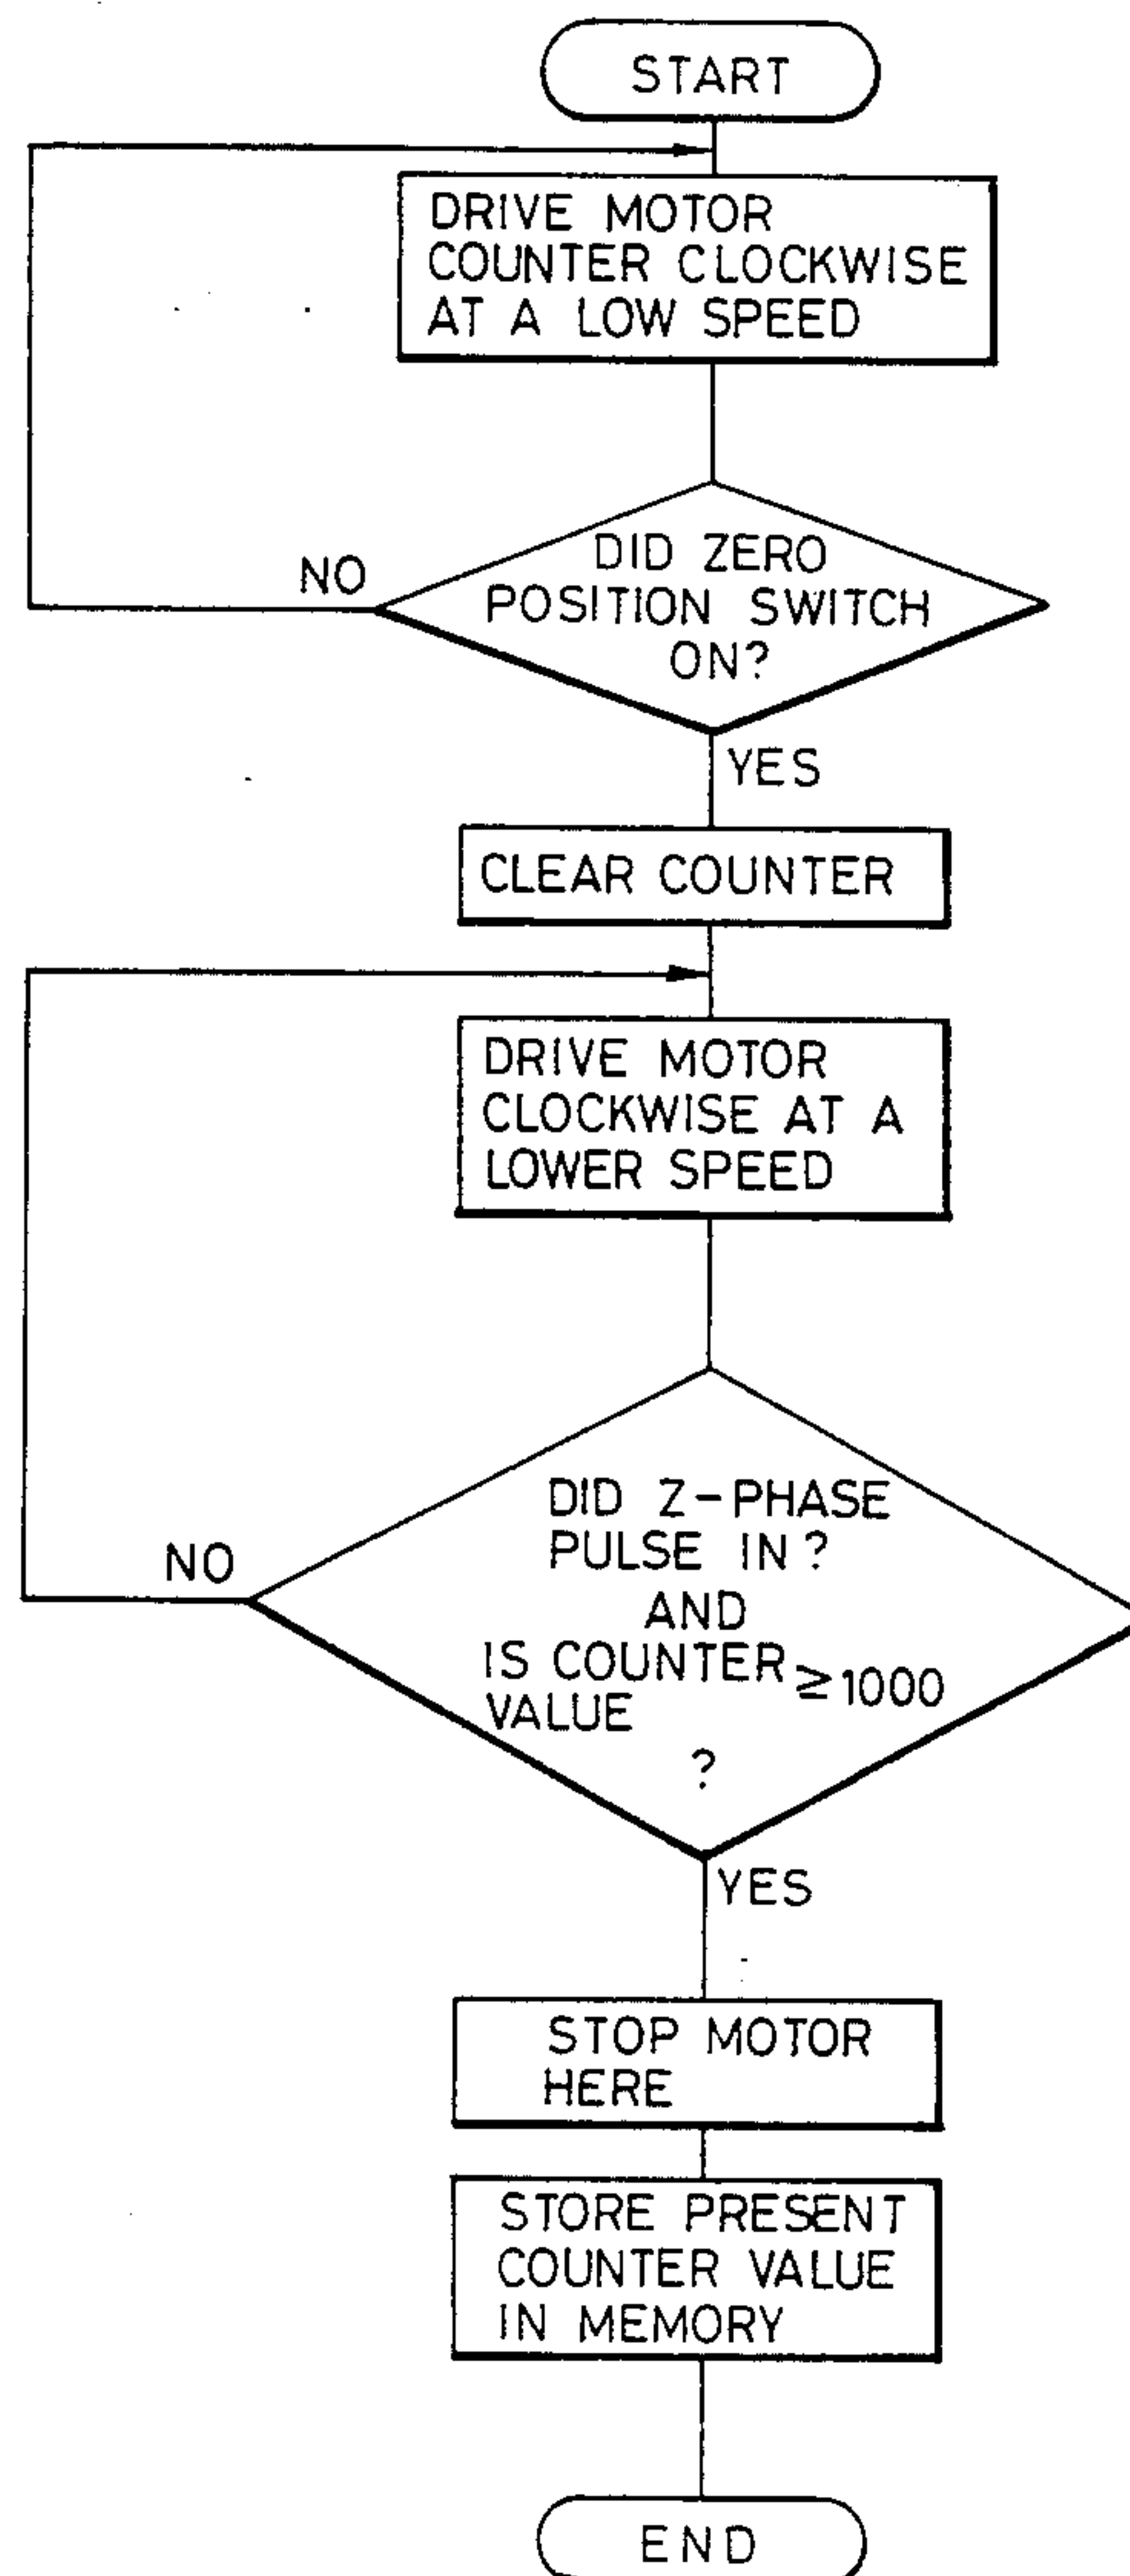 START
DRIVE MOTOR
COUNTER CLOCKWISE
AT A LOW SPEED
DID ZERO
POSITION SWITCH
ON?
NO
YES
CLEAR COUNTER
DRIVE MOTOR
CLOCKWISE AT A
LOWER SPEED
DID Z-PHASE
PULSE IN?
AND
IS COUNTER
VALUE
≥1000
?
NO
YES
STOP MOTOR
HERE
STORE PRESENT
COUNTER VALUE
IN MEMORY
END